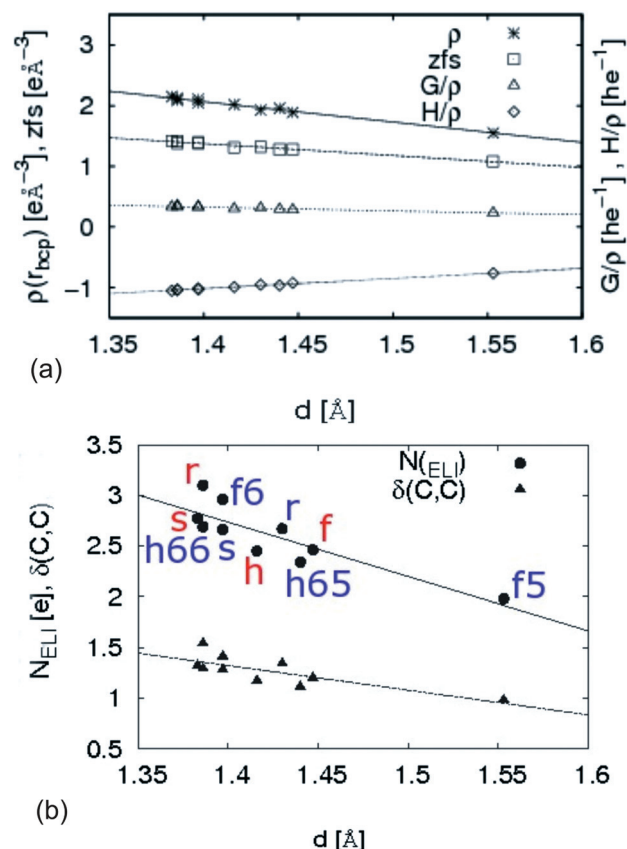 ρ
zfs
G/ρ
H/ρ
3
2
1
0
−1
ρ(r_bcp) [eÅ⁻³], zfs [eÅ⁻³]
G/ρ [he⁻¹] , H/ρ [he⁻¹]
1.35 1.4 1.45 1.5 1.55 1.6
(a)
d [Å]
3.5
3
2.5
2
1.5
1
0.5
N_ELI [e], δ(C,C)
N(ELI)
δ(C,C)
r
f6
r
f
s
h66
s
h
h65
f5
1.35 1.4 1.45 1.5 1.55 1.6
(b)
d [Å]